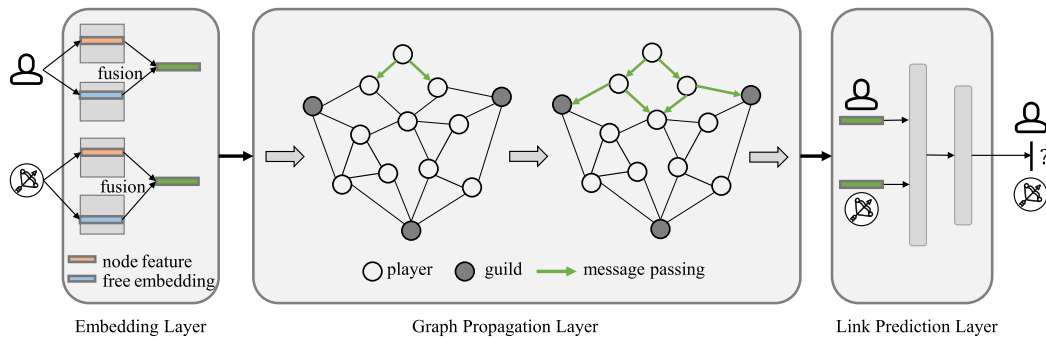 fusion
fusion
node feature
free embedding
player
guild
message passing
?
Embedding Layer
Graph Propagation Layer
Link Prediction Layer